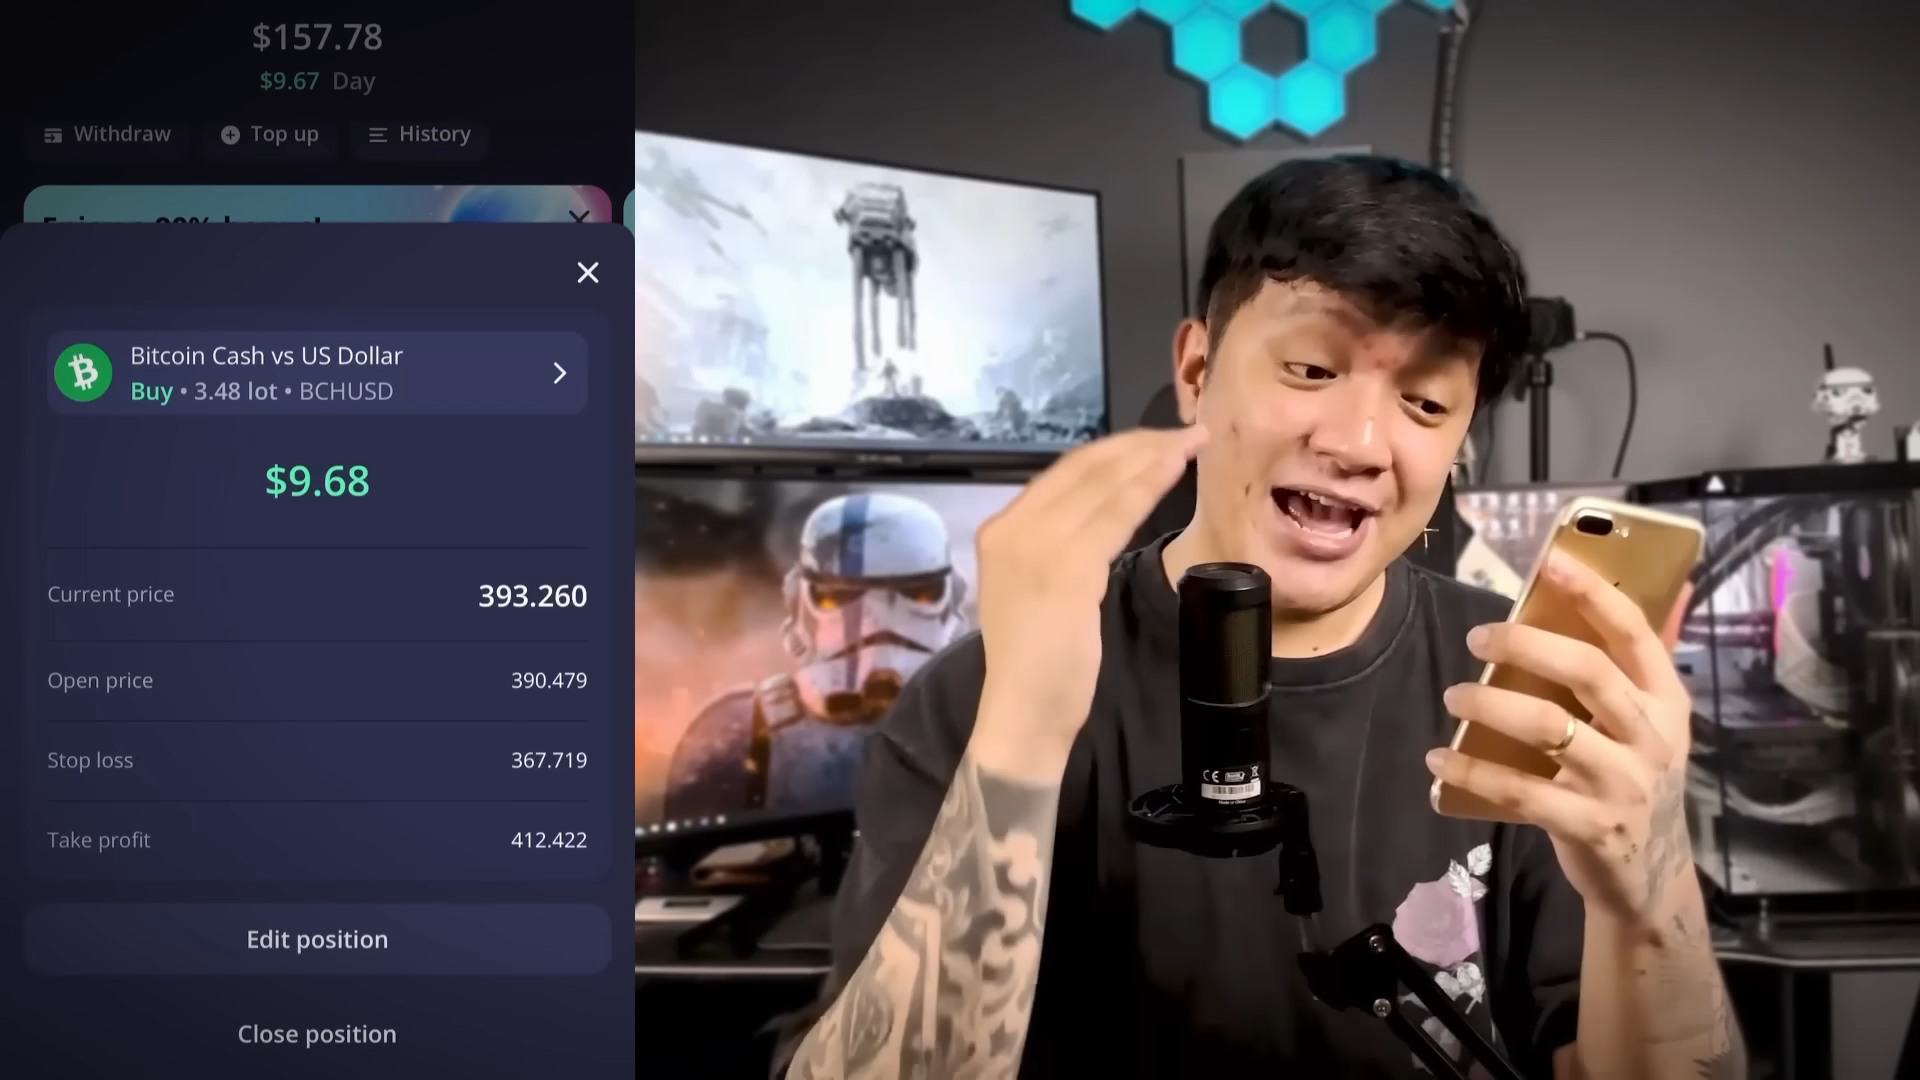 $157.78
$9.67 Day
Withdraw
Top up
History
Bitcoin Cash vs US Dollar
Buy • 3.48 lot • BCHUSD
$9.68
Current price
393.260
Open price
390.479
Stop loss
367.719
Take profit
412.422
Edit position
Close position